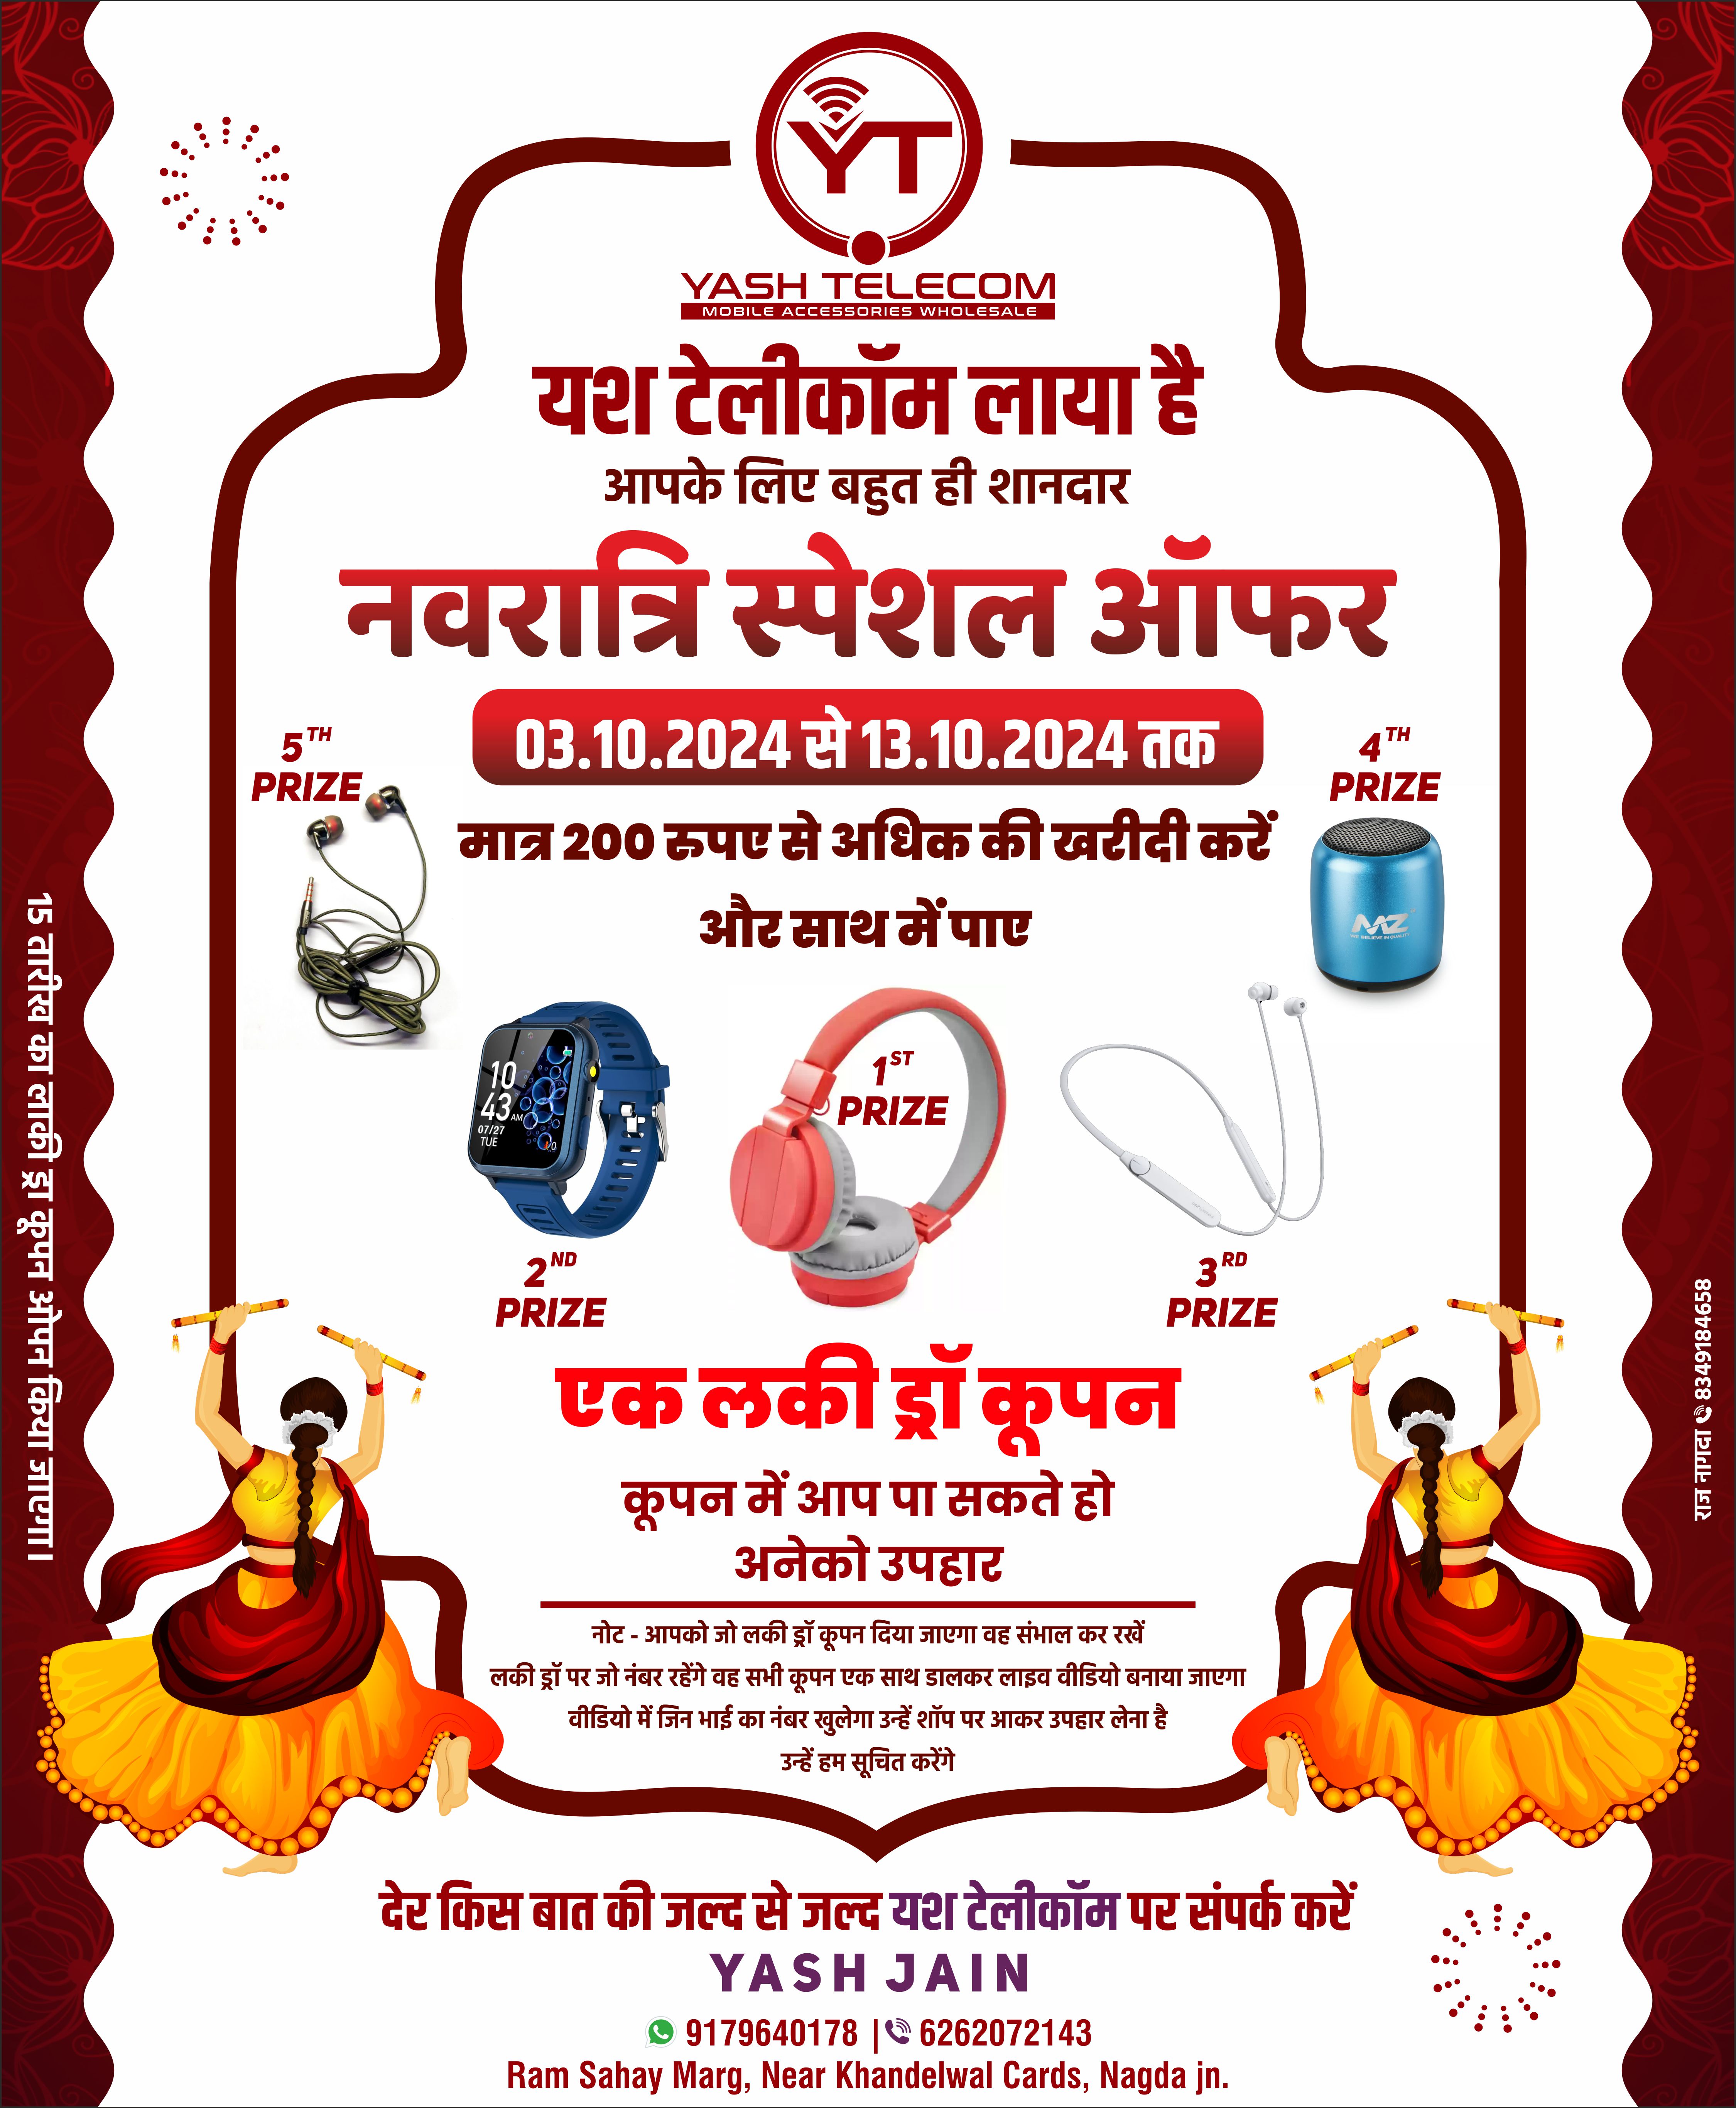 YT
YASH TELECOM
MOBILE ACCESSORIES WHOLESALE
यश टेलीकॉम लाया है
आपके लिए बहुत ही शानदार
नवरात्रि स्पेशल ऑफर
03.10.2024 से 13.10.2024 तक
मात्र 200 रुपए से अधिक की खरीदी करें
और साथ में पाए
5TH
PRIZE
4TH
PRIZE
MZ
WE BELIEVE IN QUALITY
10
43 AM
07/27
TUE
1ST
PRIZE
2ND
PRIZE
3RD
PRIZE
एक लकी ड्रॉ कूपन
कूपन में आप पा सकते हो
अनेको उपहार
नोट - आपको जो लकी ड्रॉ कूपन दिया जाएगा वह संभाल कर रखें
लकी ड्रॉ पर जो नंबर रहेंगे वह सभी कूपन एक साथ डालकर लाइव वीडियो बनाया जाएगा
वीडियो में जिन भाई का नंबर खुलेगा उन्हें शॉप पर आकर उपहार लेना है
उन्हें हम सूचित करेंगे
देर किस बात की जल्द से जल्द यश टेलीकॉम पर संपर्क करें
YASH JAIN
9179640178 | 6262072143
Ram Sahay Marg, Near Khandelwal Cards, Nagda jn.
15 तारीख का लाकी ड्रा कूपन ओपन किया जाएगा।
राज नागदा 8349184658